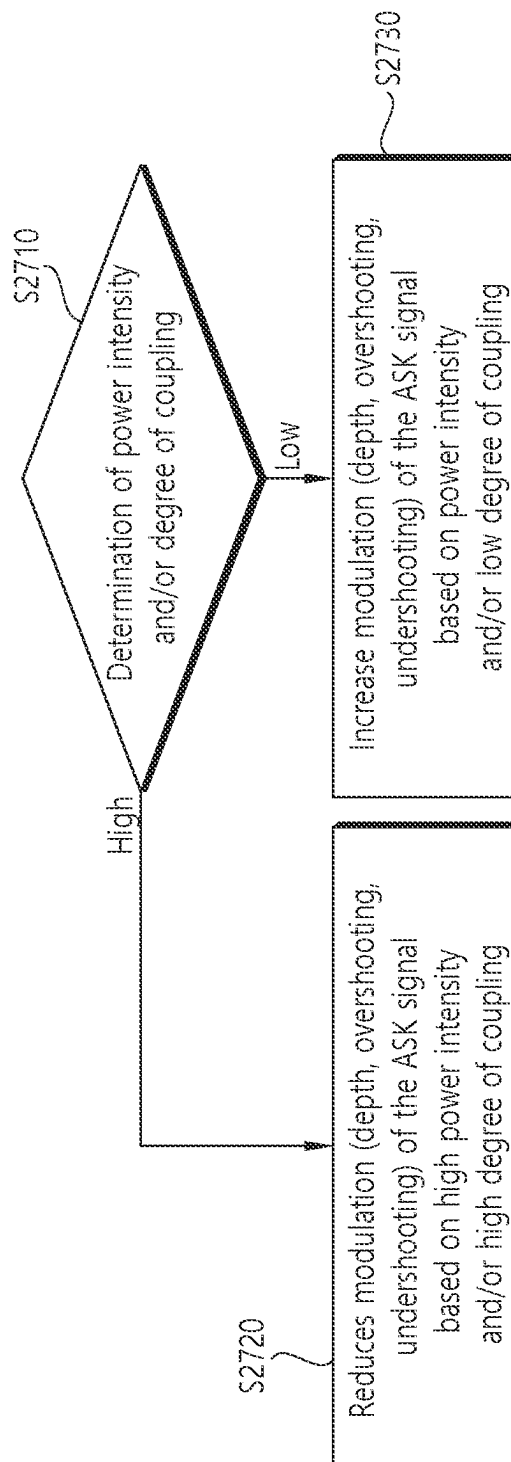 S2710
Determination of power intensity
and/or degree of coupling
High
Low
S2720
Reduces modulation (depth, overshooting,
undershooting) of the ASK signal
based on high power intensity
and/or high degree of coupling
S2730
Increase modulation (depth, overshooting,
undershooting) of the ASK signal
based on power intensity
and/or low degree of coupling